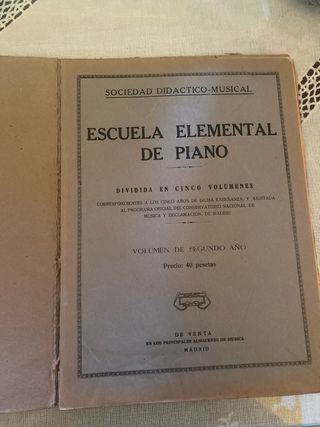 SOCIEDAD DIDACTICO-MUSICAL
ESCUELA ELEMENTAL
DE PIANO
DIVIDIDA EN CINCO VOLÚMENES
CORRESPONDIENTES A LOS CINCO AÑOS DE DICHA ENSEÑANZA, Y AJUSTADA
AL PROGRAMA OFICIAL DEL CONSERVATORIO NACIONAL DE
MUSICA Y DECLAMACION, DE MADRID
VOLUMEN DE SEGUNDO AÑO
Precio: 40 pesetas
DE VENTA
EN LOS PRINCIPALES ALMACENES DE MUSICA
MADRID